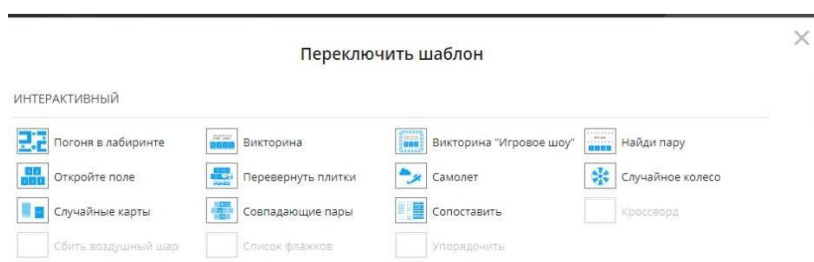 Переключить шаблон
ИНТЕРАКТИВНЫЙ
Погоня в лабиринте Викторина Викторина "Игровое шоу" Найди пару
Откройте поле Перевернуть плитки Самолет Случайное колесо
Случайные карты Совпадающие пары Сопоставить Кроссворд
Сбить воздушный шар Список флажков Упорядочить